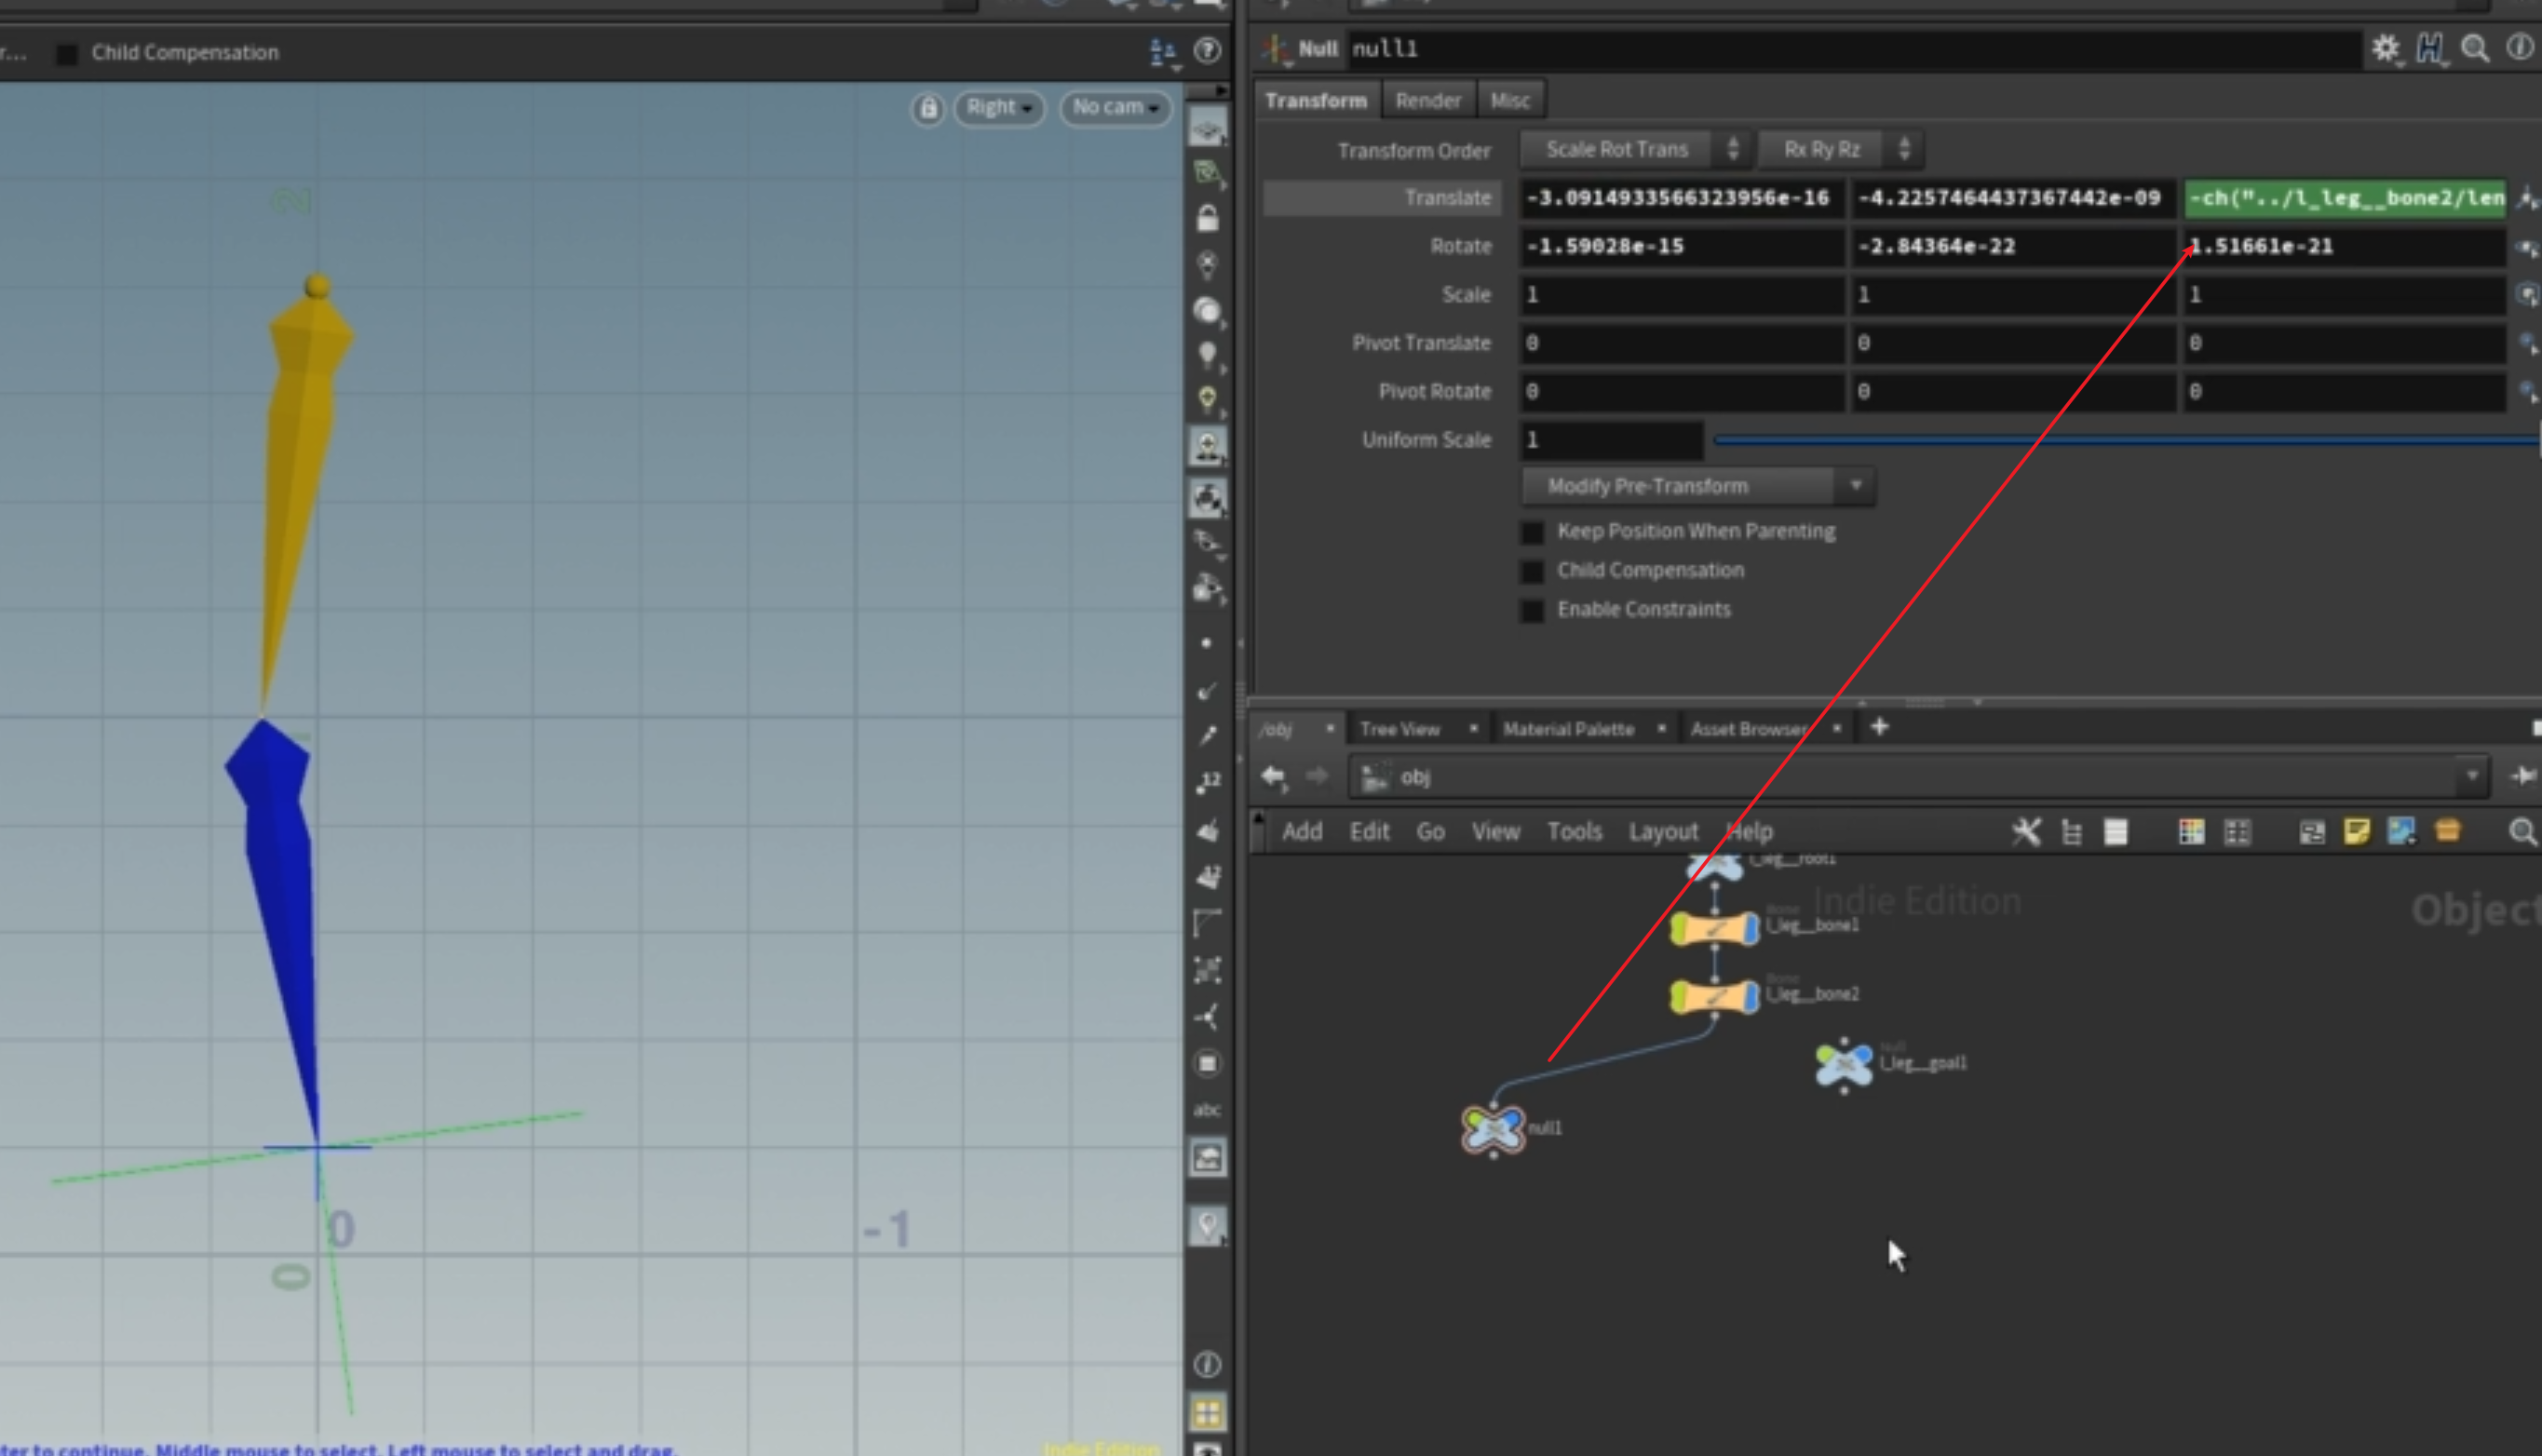 r...
Child Compensation
Right
No cam
2
0
-1
0
12
12
abc
ter to continue. Middle mouse to select. Left mouse to select and drag.
Indie Edition
Null
null1
Transform
Render
Misc
Transform Order
Scale Rot Trans
Rx Ry Rz
Translate
-3.0914933566323956e-16
-4.2257464437367442e-09
-ch("../l_leg__bone2/len
Rotate
-1.59028e-15
-2.84364e-22
1.51661e-21
Scale
1
1
1
Pivot Translate
0
0
0
Pivot Rotate
0
0
0
Uniform Scale
1
Modify Pre-Transform
Keep Position When Parenting
Child Compensation
Enable Constraints
/obj
Tree View
Material Palette
Asset Browser
obj
Add
Edit
Go
View
Tools
Layout
Help
l_leg__root1
Indie Edition
Object
Bone
l_leg__bone1
Bone
l_leg__bone2
Null
l_leg__goal1
null1